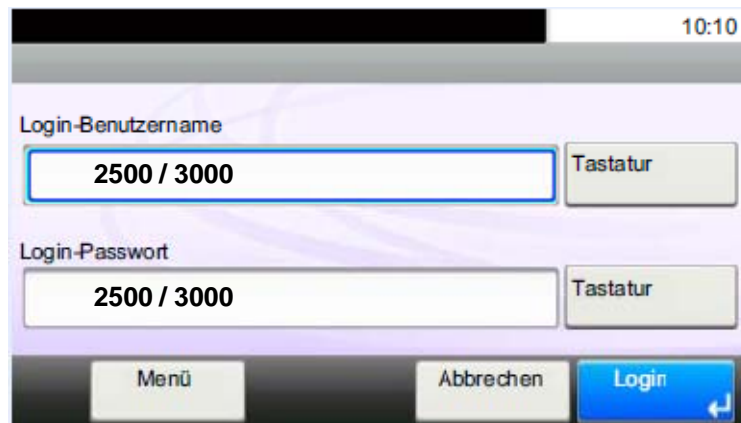 10:10
Login-Benutzername
2500 / 3000
Tastatur
Login-Passwort
2500 / 3000
Tastatur
Menü
Abbrechen
Login